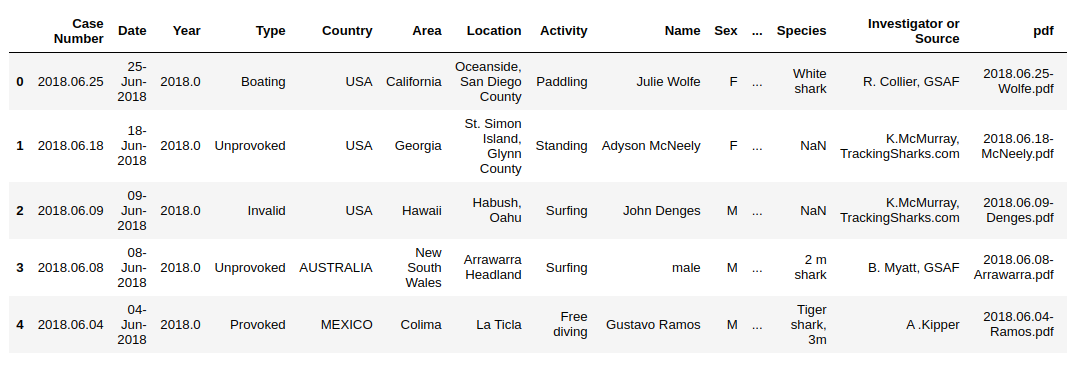 Case Number Date Year Type Country Area Location Activity Name Sex ... Species Investigator or Source pdf
0 2018.06.25 25-Jun-2018 2018.0 Boating USA California Oceanside, San Diego County Paddling Julie Wolfe F ... White shark R. Collier, GSAF 2018.06.25-Wolfe.pdf
1 2018.06.18 18-Jun-2018 2018.0 Unprovoked USA Georgia St. Simon Island, Glynn County Standing Adyson McNeely F ... NaN K.McMurray, TrackingSharks.com 2018.06.18-McNeely.pdf
2 2018.06.09 09-Jun-2018 2018.0 Invalid USA Hawaii Habush, Oahu Surfing John Denges M ... NaN K.McMurray, TrackingSharks.com 2018.06.09-Denges.pdf
3 2018.06.08 08-Jun-2018 2018.0 Unprovoked AUSTRALIA New South Wales Arrawarra Headland Surfing male M ... 2 m shark B. Myatt, GSAF 2018.06.08-Arrawarra.pdf
4 2018.06.04 04-Jun-2018 2018.0 Provoked MEXICO Colima La Ticla Free diving Gustavo Ramos M ... Tiger shark, 3m A .Kipper 2018.06.04-Ramos.pdf